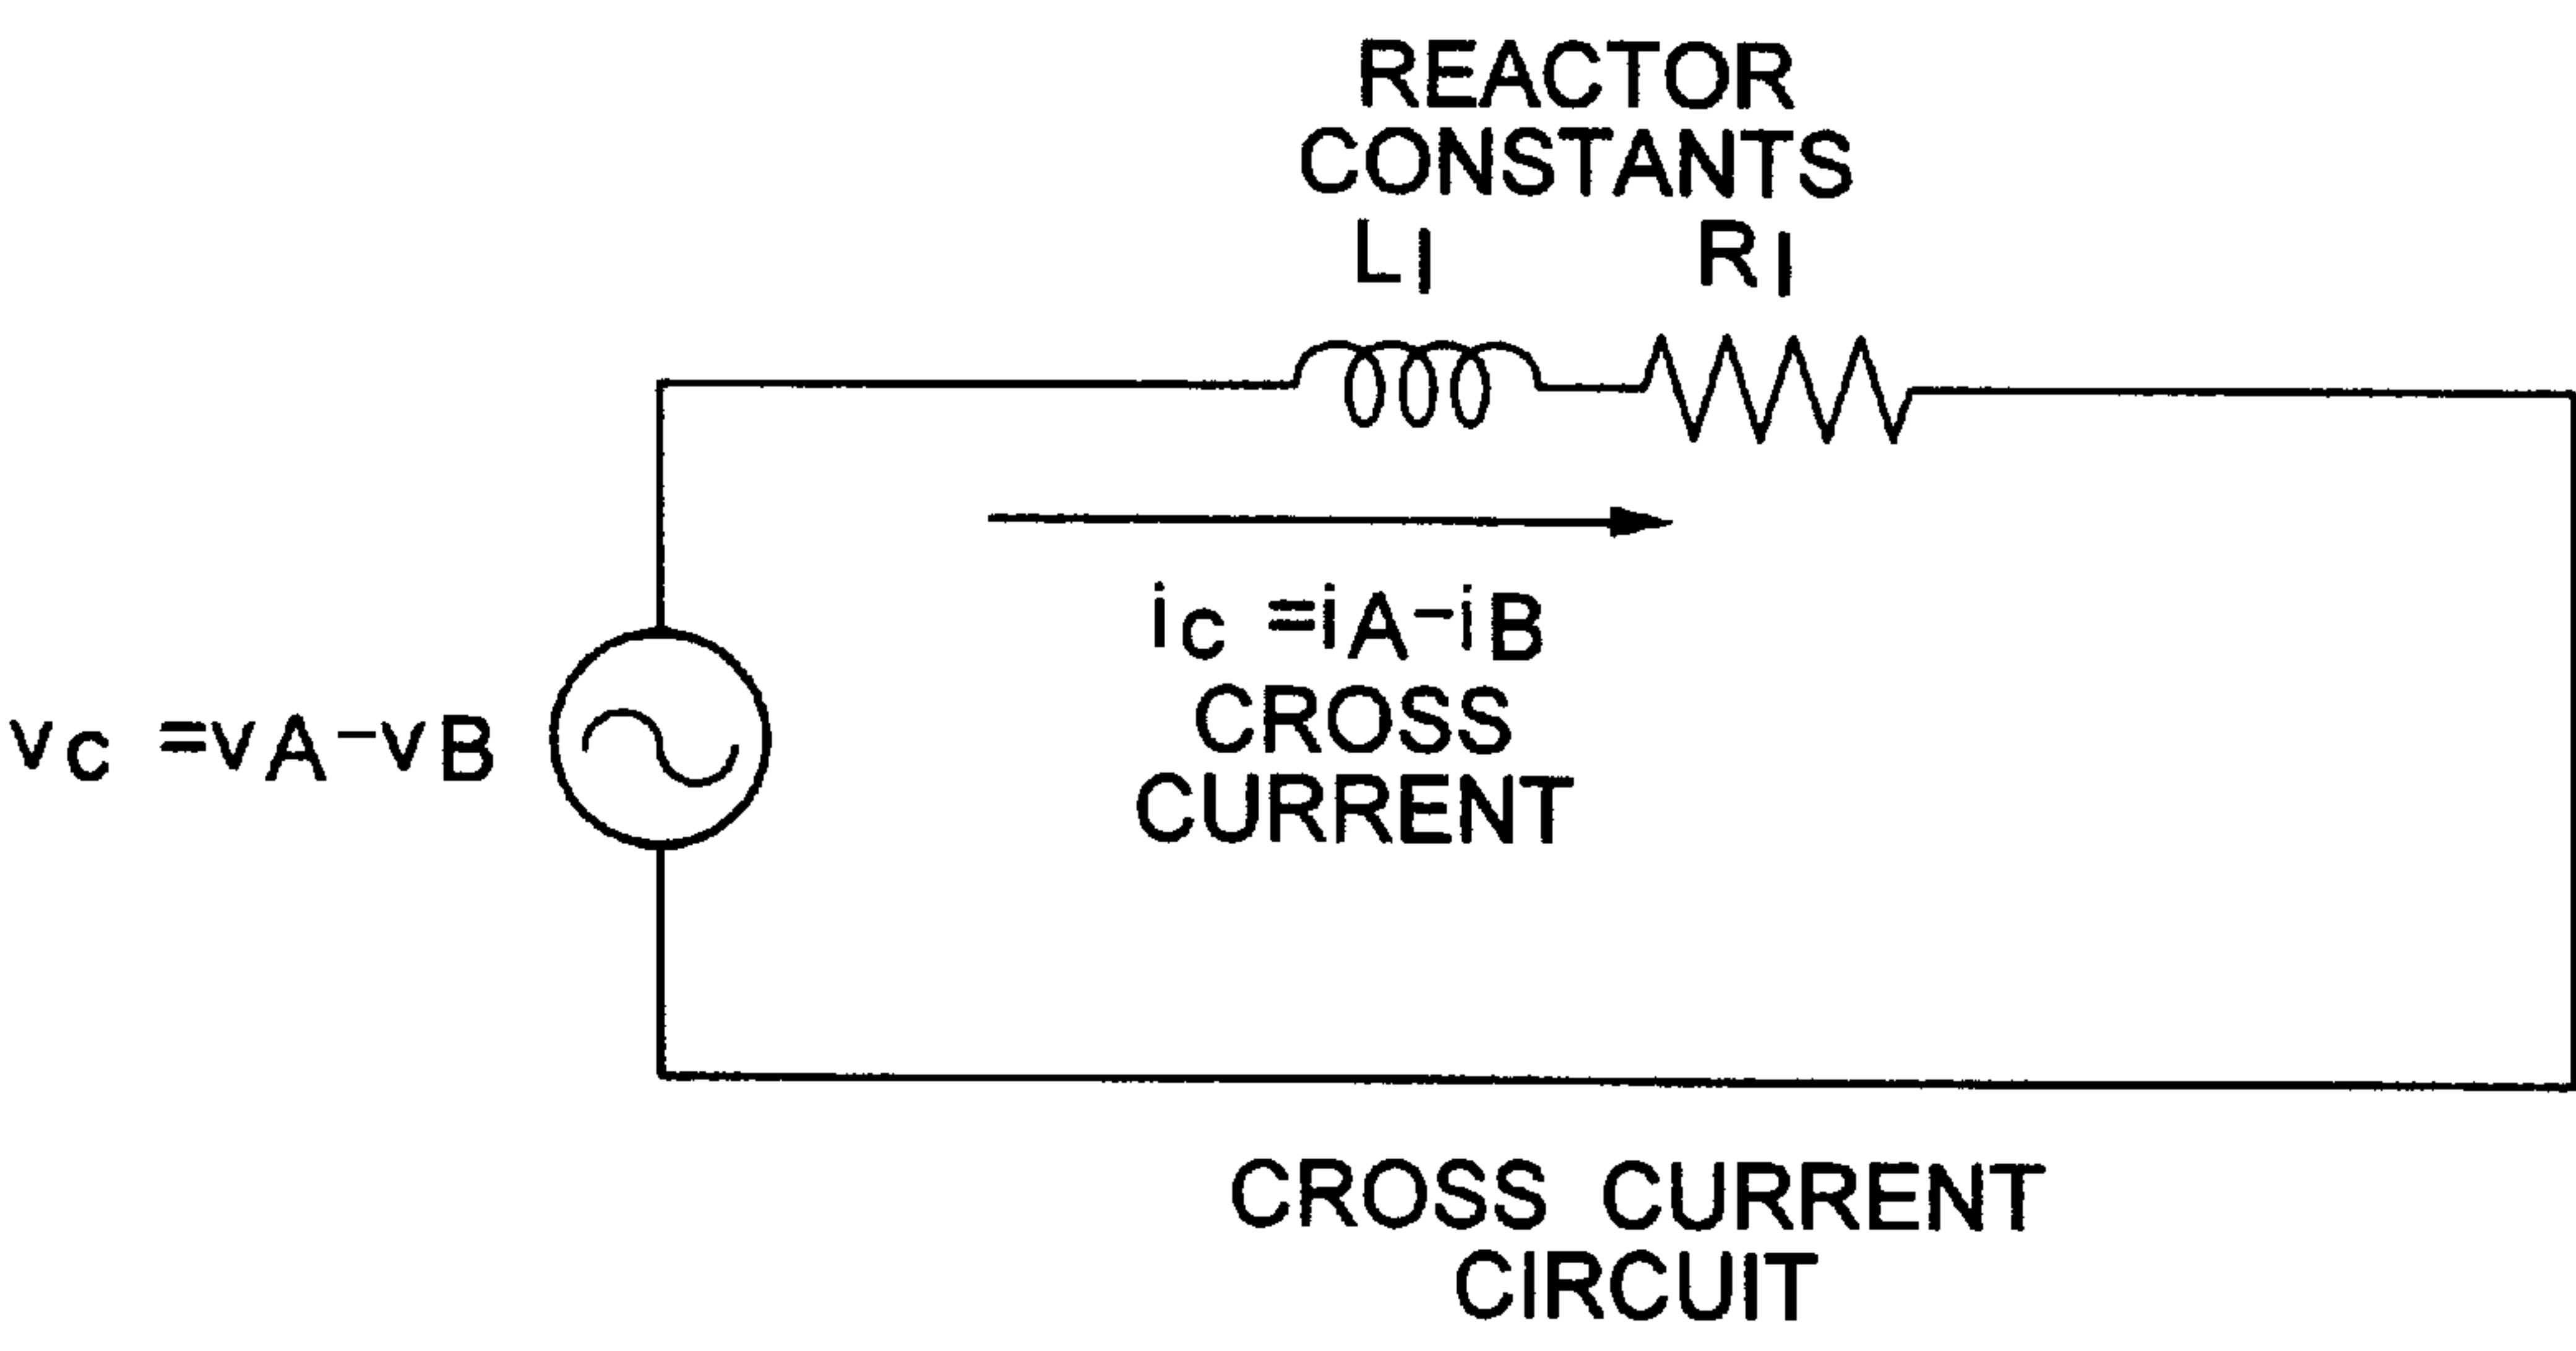 REACTOR
CONSTANTS
L1 R1
ic =iA-iB
CROSS
CURRENT
vc =vA-vB
CROSS CURRENT
CIRCUIT